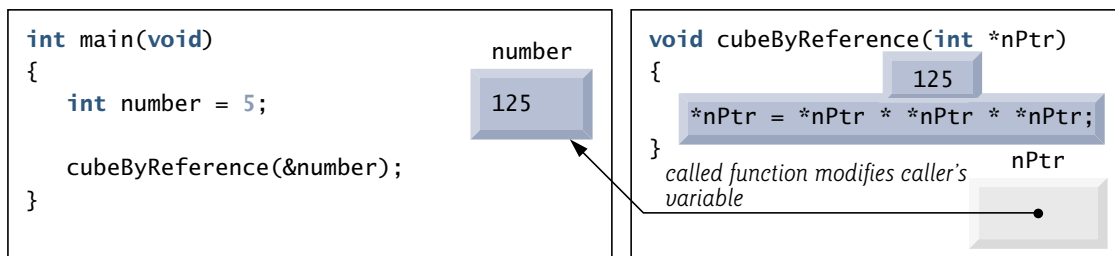 int main(void)
{
int number = 5;
cubeByReference(&number);
}
number
125
void cubeByReference(int *nPtr)
{
125
*nPtr = *nPtr * *nPtr * *nPtr;
}
called function modifies caller’s
variable
nPtr